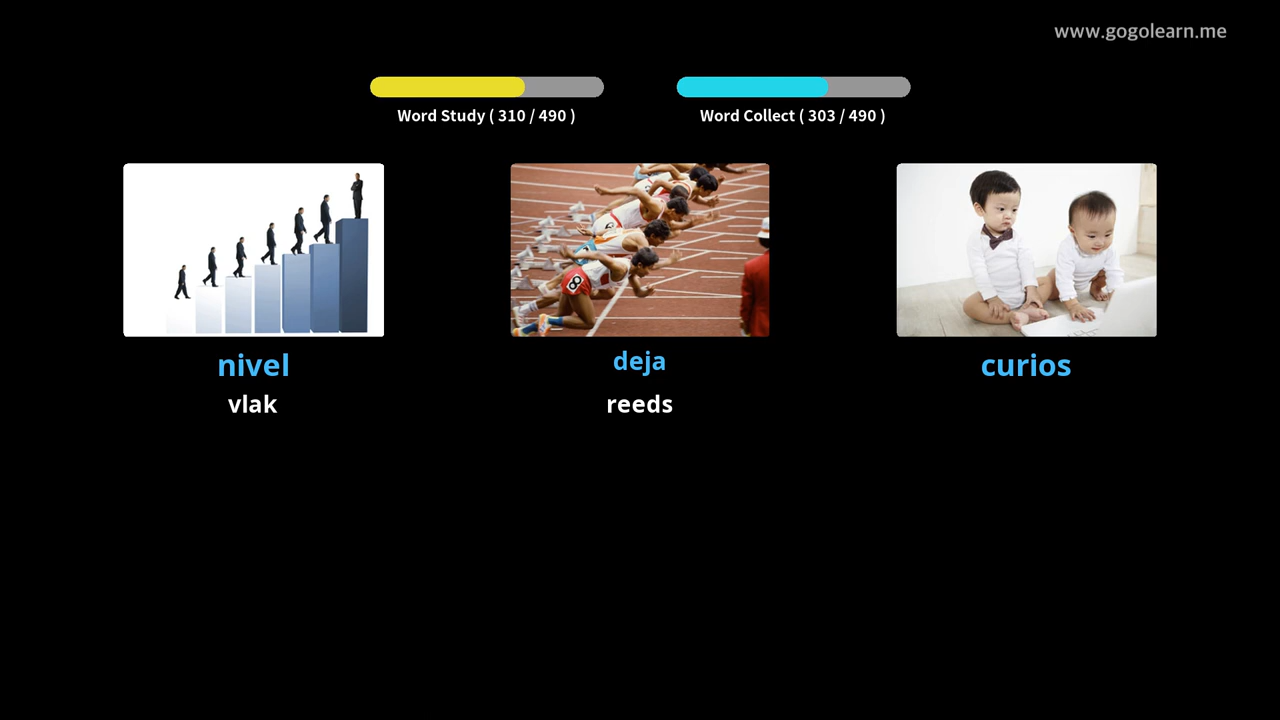 www.gogolearn.me
Word Study ( 310 / 490 )
Word Collect ( 303 / 490 )
nivel
vlak
deja
reeds
curios